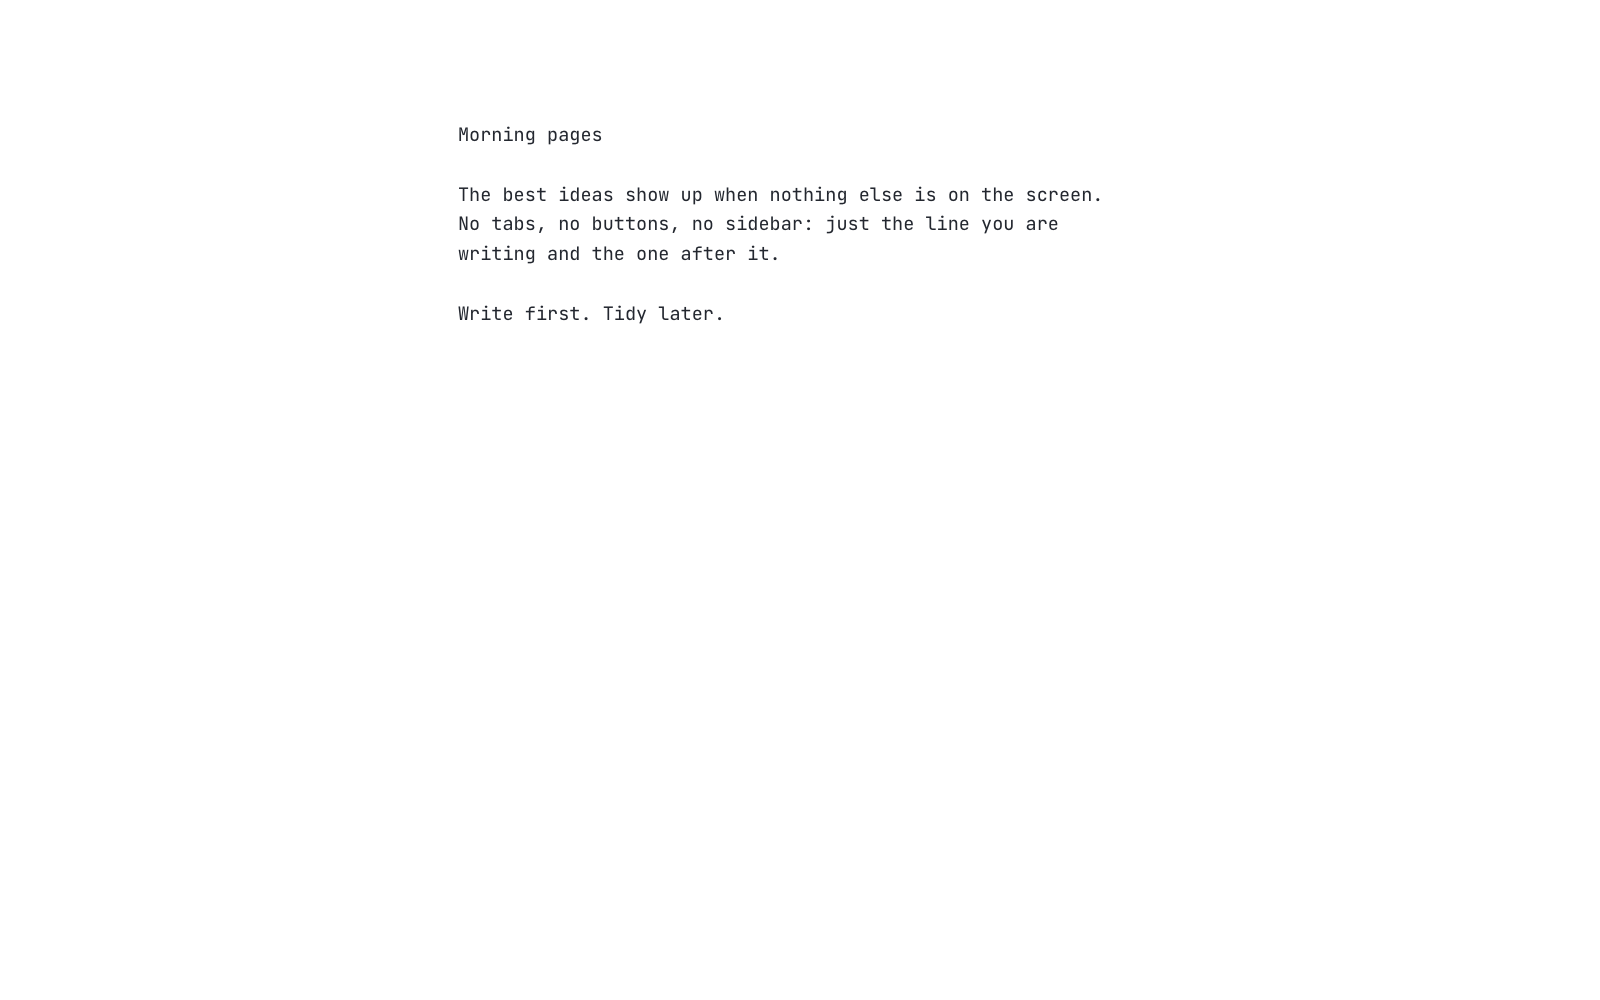 Morning pages
The best ideas show up when nothing else is on the screen.
No tabs, no buttons, no sidebar: just the line you are
writing and the one after it.
Write first. Tidy later.